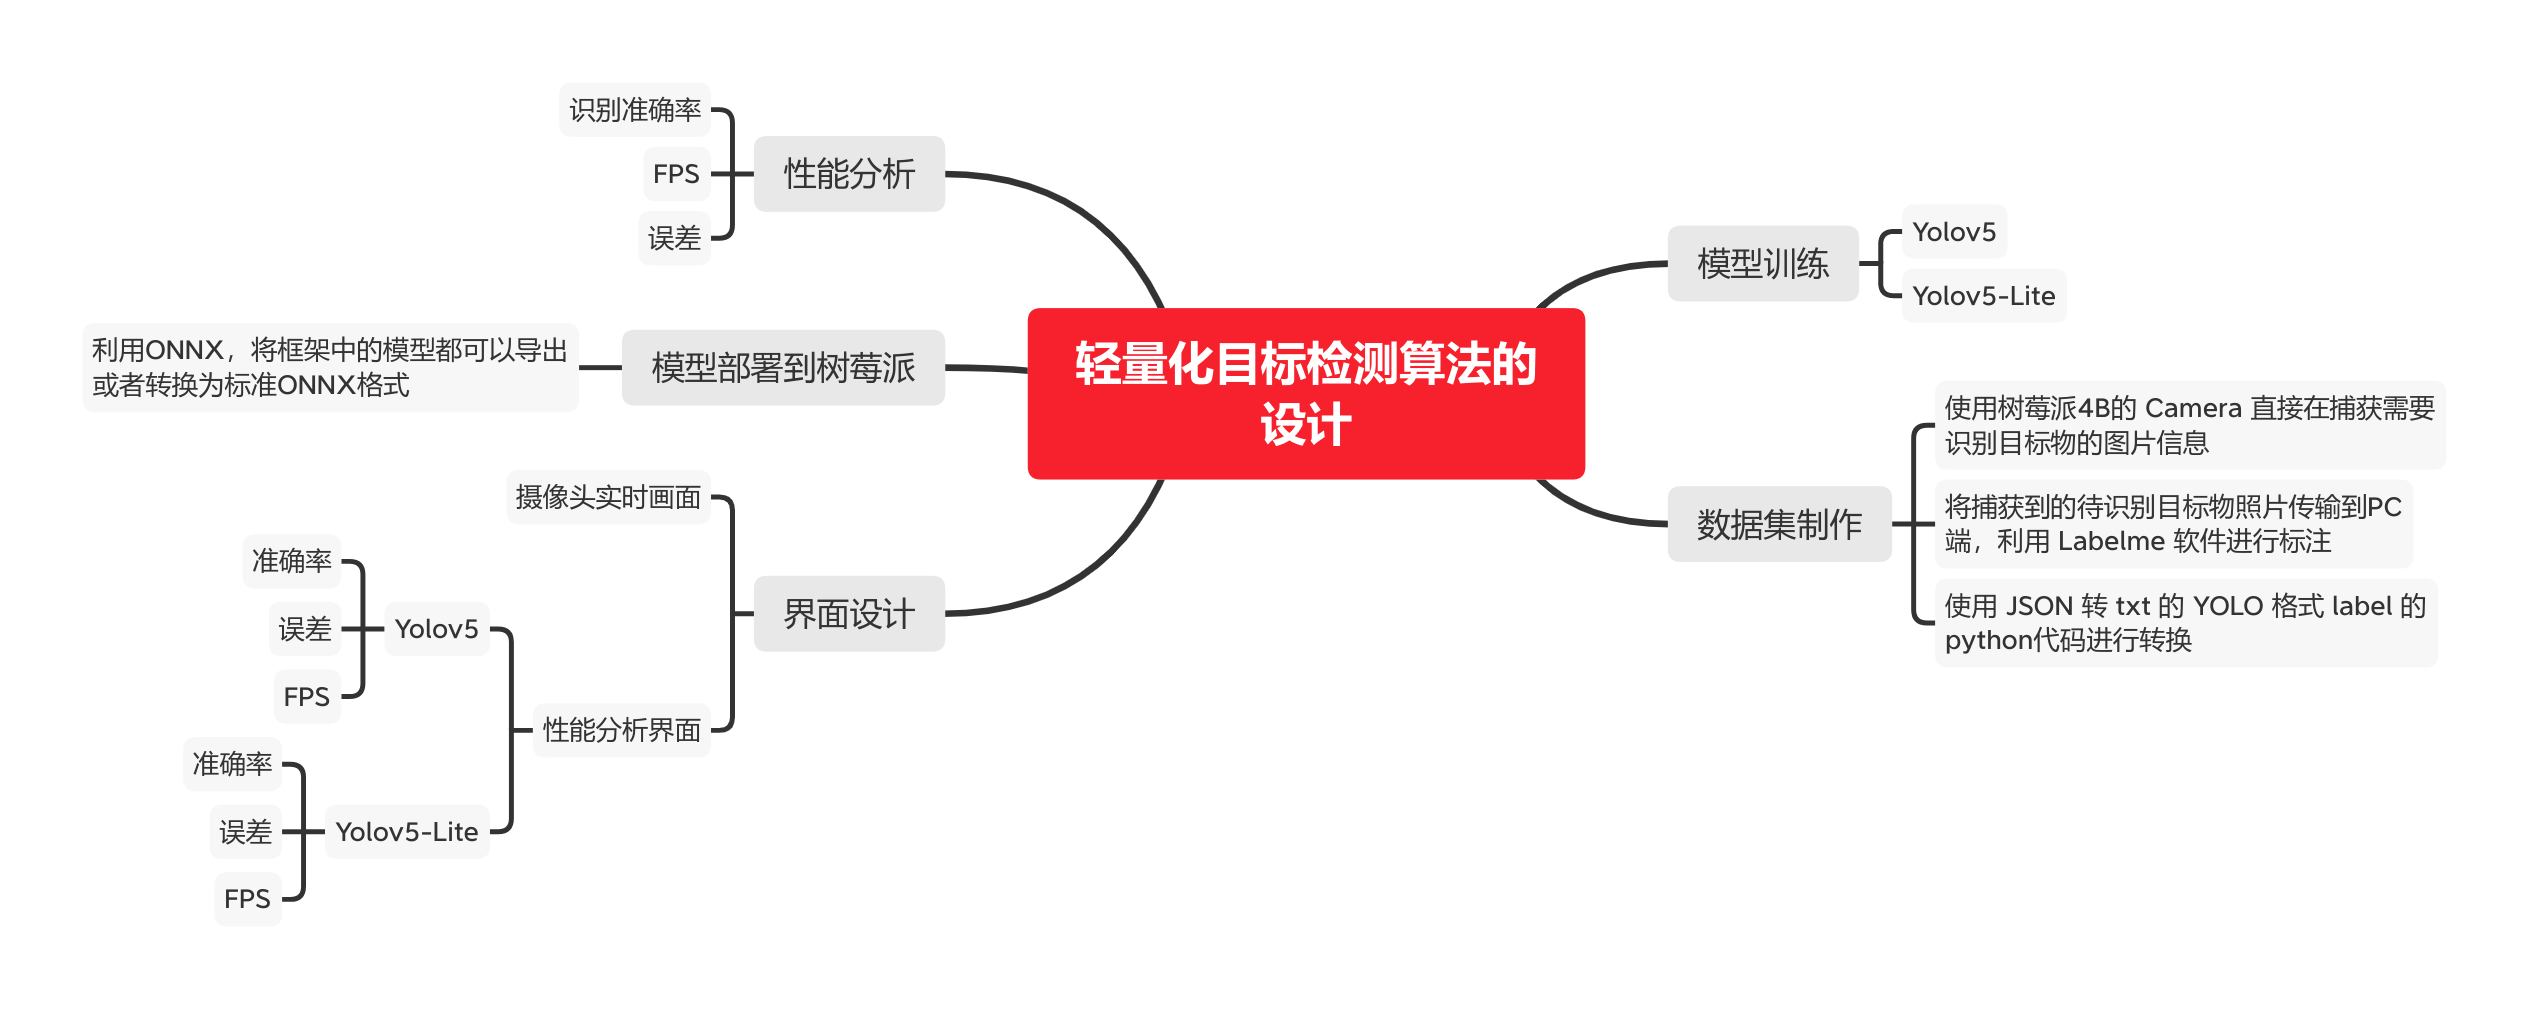 轻量化目标检测算法的
设计
模型训练
Yolov5
Yolov5-Lite
数据集制作
使用树莓派4B的 Camera 直接在捕获需要
识别目标物的图片信息
将捕获到的待识别目标物照片传输到PC
端，利用 Labelme 软件进行标注
使用 JSON 转 txt 的 YOLO 格式 label 的
python代码进行转换
性能分析
识别准确率
FPS
误差
模型部署到树莓派
利用ONNX，将框架中的模型都可以导出
或者转换为标准ONNX格式
界面设计
摄像头实时画面
性能分析界面
Yolov5
准确率
误差
FPS
Yolov5-Lite
准确率
误差
FPS